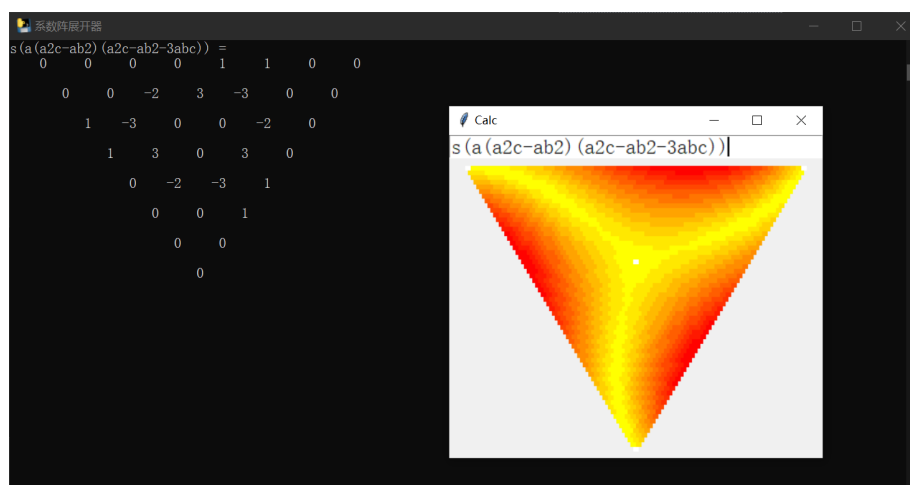 系数阵展开器
s(a(a2c-ab2)(a2c-ab2-3abc)) =
0 0 0 0 1 1 0 0
0 0 -2 3 -3 0 0
1 -3 0 0 -2 0
1 3 0 3 0
0 -2 -3 1
0 0 1
0 0
0
Calc
s(a(a2c-ab2)(a2c-ab2-3abc))